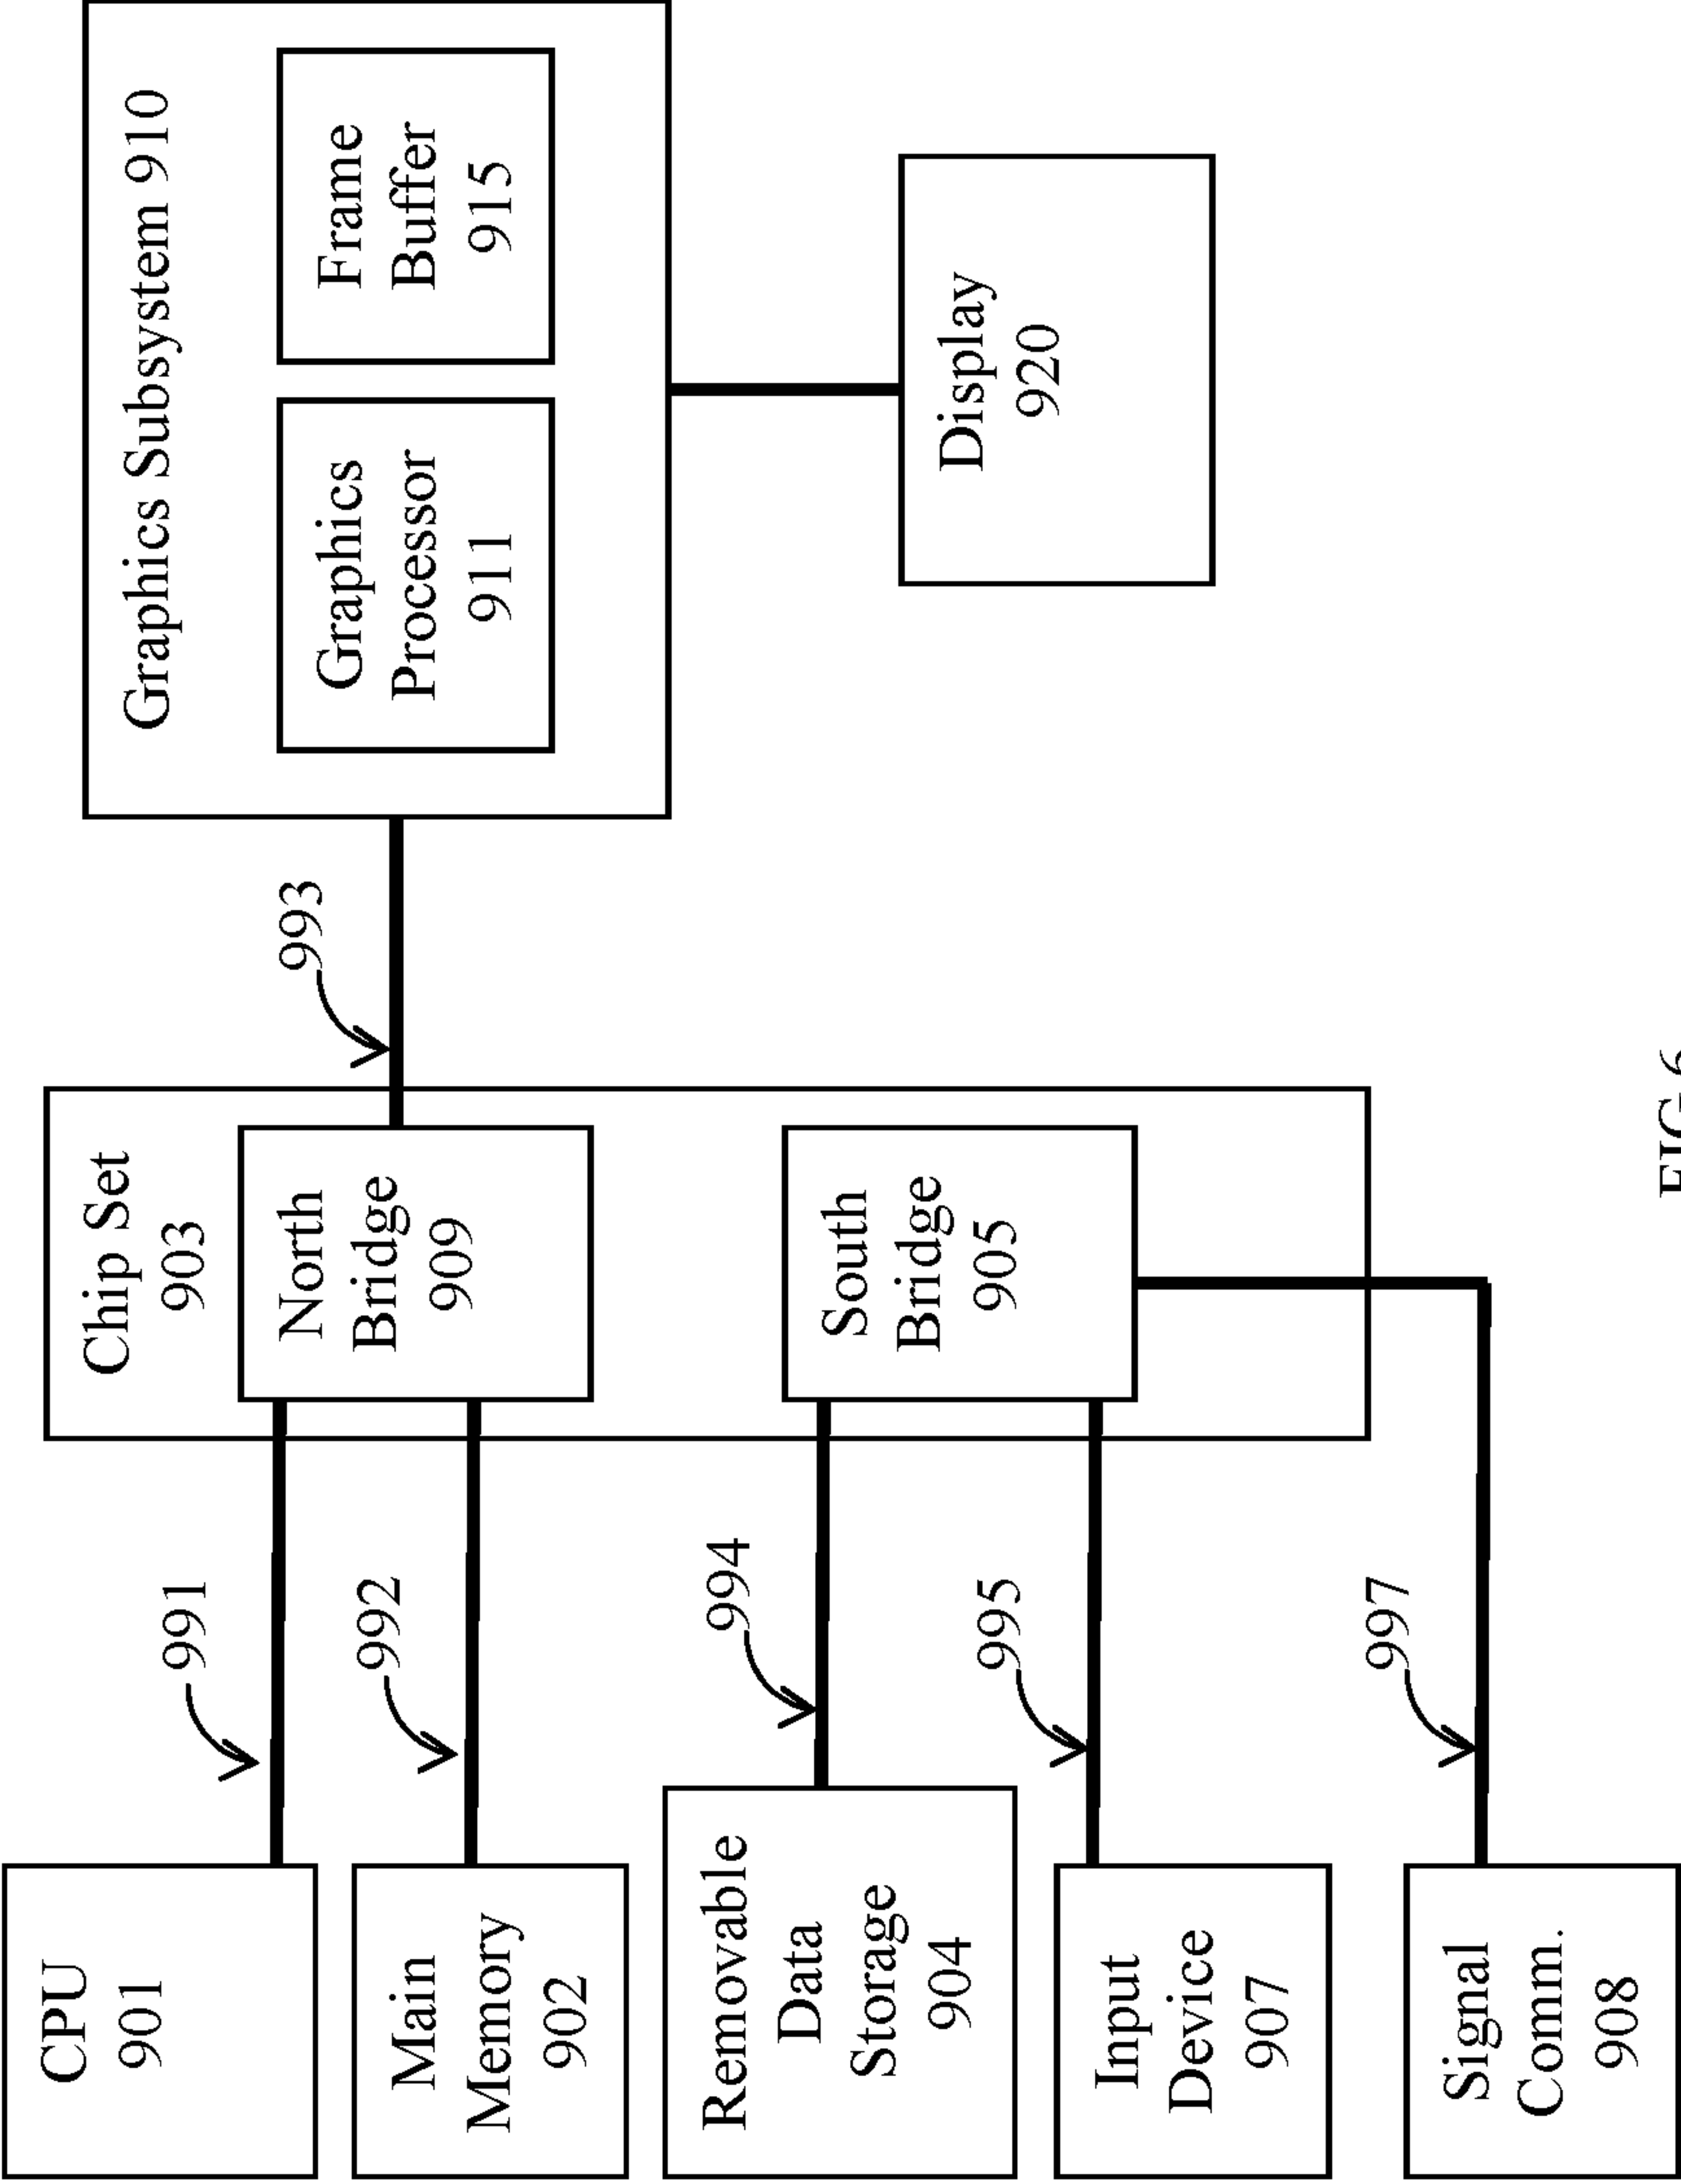 CPU
901
Main
Memory
902
Removable
Data
Storage
904
Input
Device
907
Signal
Comm.
908
991
992
994
995
997
Chip Set
903
North
Bridge
909
South
Bridge
905
993
Graphics Subsystem 910
Graphics
Processor
911
Frame
Buffer
915
Display
920
FIG 6